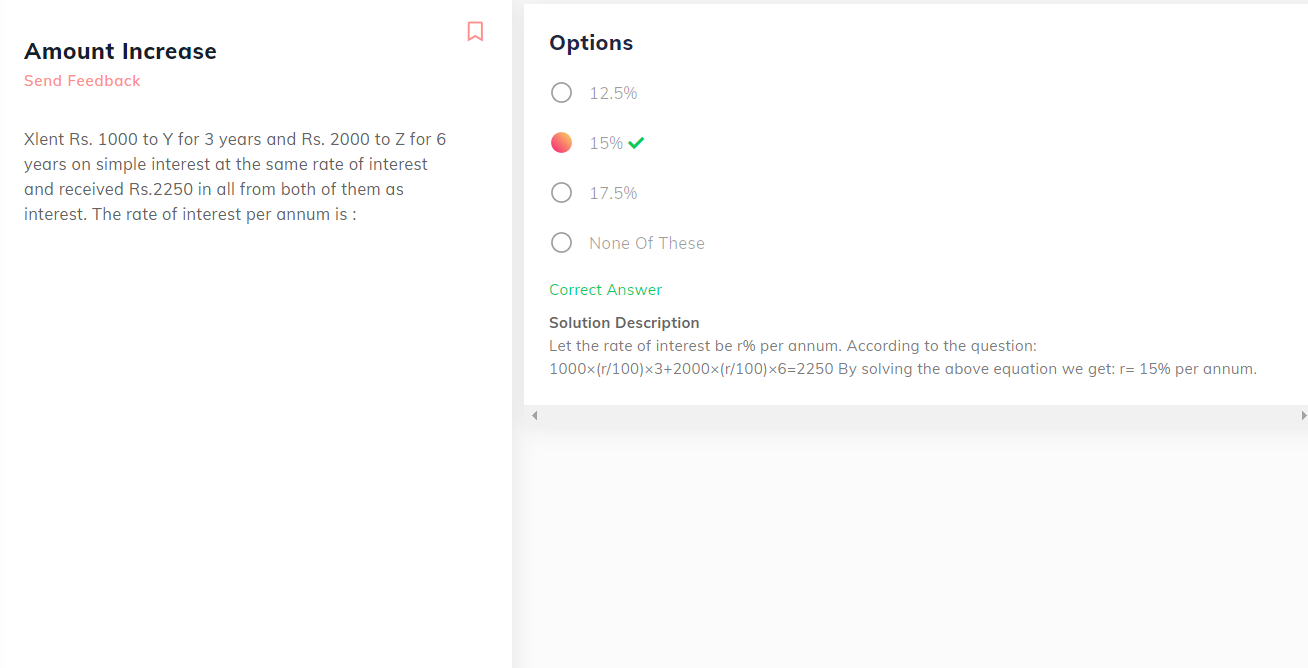 Amount Increase
Send Feedback
Xlent Rs. 1000 to Y for 3 years and Rs. 2000 to Z for 6
years on simple interest at the same rate of interest
and received Rs.2250 in all from both of them as
interest. The rate of interest per annum is :
Options
12.5%
15%
17.5%
None Of These
Correct Answer
Solution Description
Let the rate of interest be r% per annum. According to the question:
1000×(r/100)×3+2000×(r/100)×6=2250 By solving the above equation we get: r= 15% per annum.